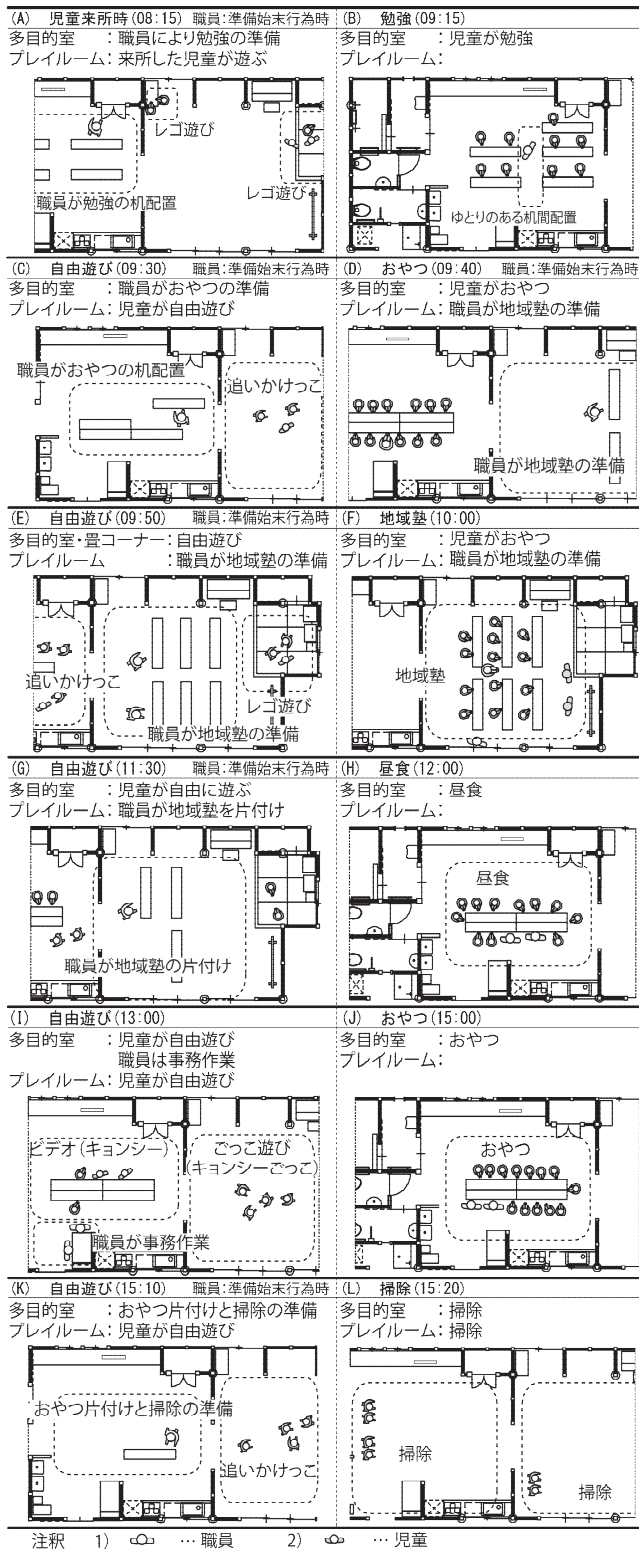 (A) 児童来所時(08:15) 職員:準備始末行為時
多目的室 :職員により勉強の準備
プレイルーム:来所した児童が遊ぶ
レゴ遊び
レゴ遊び
職員が勉強の机配置
(B) 勉強(09:15)
多目的室 :児童が勉強
プレイルーム:
ゆとりのある机間配置
(C) 自由遊び(09:30) 職員:準備始末行為時
多目的室 :職員がおやつの準備
プレイルーム:児童が自由遊び
職員がおやつの机配置
追いかけっこ
(D) おやつ(09:40) 職員:準備始末行為時
多目的室 :児童がおやつ
プレイルーム:職員が地域塾の準備
職員が地域塾の準備
(E) 自由遊び(09:50) 職員:準備始末行為時
多目的室・畳コーナー:自由遊び
プレイルーム :職員が地域塾の準備
追いかけっこ
レゴ遊び
職員が地域塾の準備
(F) 地域塾(10:00)
多目的室 :児童がおやつ
プレイルーム:職員が地域塾の準備
地域塾
(G) 自由遊び(11:30) 職員:準備始末行為時
多目的室 :児童が自由に遊ぶ
プレイルーム:職員が地域塾を片付け
職員が地域塾の片付け
(H) 昼食(12:00)
多目的室 :昼食
プレイルーム:
昼食
(I) 自由遊び(13:00)
多目的室 :児童が自由遊び
職員は事務作業
プレイルーム:児童が自由遊び
ビデオ(キョンシー)
ごっこ遊び
(キョンシーごっこ)
職員が事務作業
(J) おやつ(15:00)
多目的室 :おやつ
プレイルーム:
おやつ
(K) 自由遊び(15:10) 職員:準備始末行為時
多目的室 :おやつ片付けと掃除の準備
プレイルーム:児童が自由遊び
おやつ片付けと掃除の準備
追いかけっこ
(L) 掃除(15:20)
多目的室 :掃除
プレイルーム:掃除
掃除
掃除
注釈 1) …職員 2) …児童